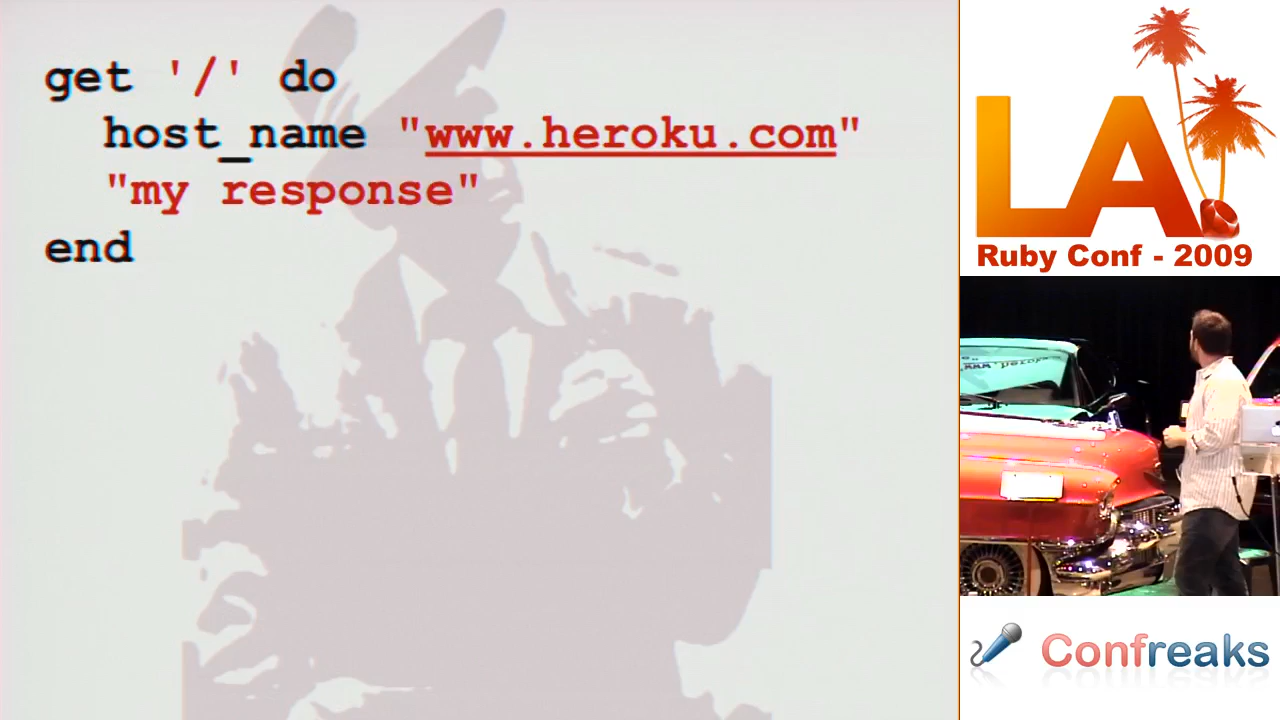 get '/' do
  host_name "www.heroku.com"
  "my response"
end
LA
Ruby Conf - 2009
Confreaks